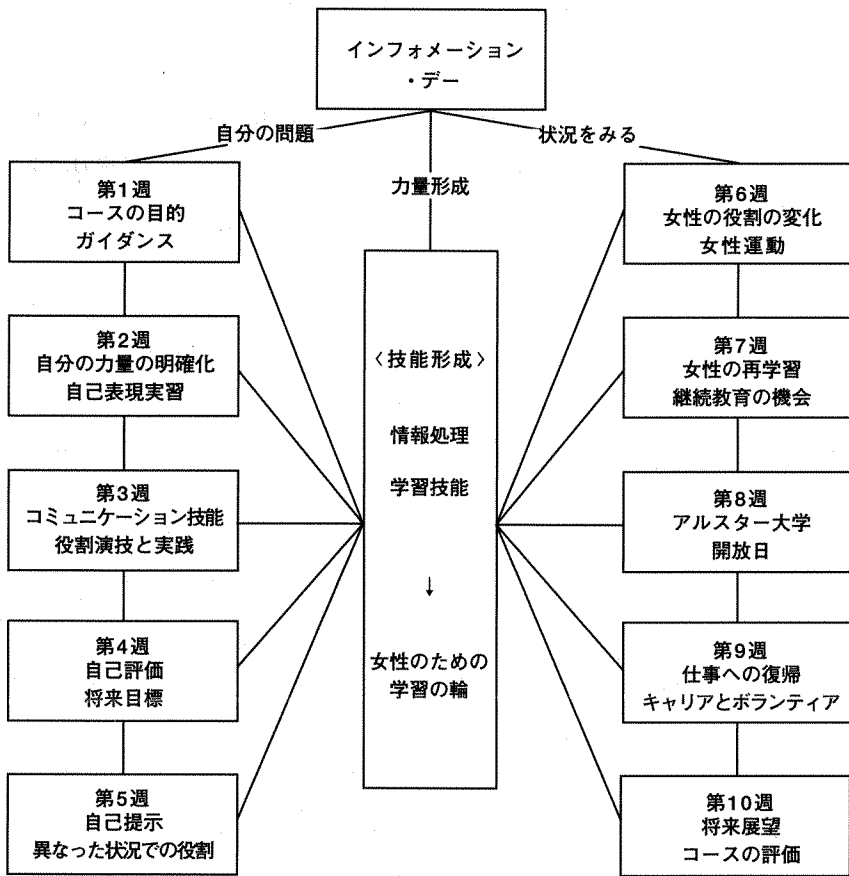 インフォメーション
・デー
自分の問題
状況をみる
力量形成
第1週
コースの目的
ガイダンス
第2週
自分の力量の明確化
自己表現実習
第3週
コミュニケーション技能
役割演技と実践
第4週
自己評価
将来目標
第5週
自己提示
異なった状況での役割
〈技能形成〉
情報処理
学習技能
↓
女性のための
学習の輪
第6週
女性の役割の変化
女性運動
第7週
女性の再学習
継続教育の機会
第8週
アルスター大学
開放日
第9週
仕事への復帰
キャリアとボランティア
第10週
将来展望
コースの評価